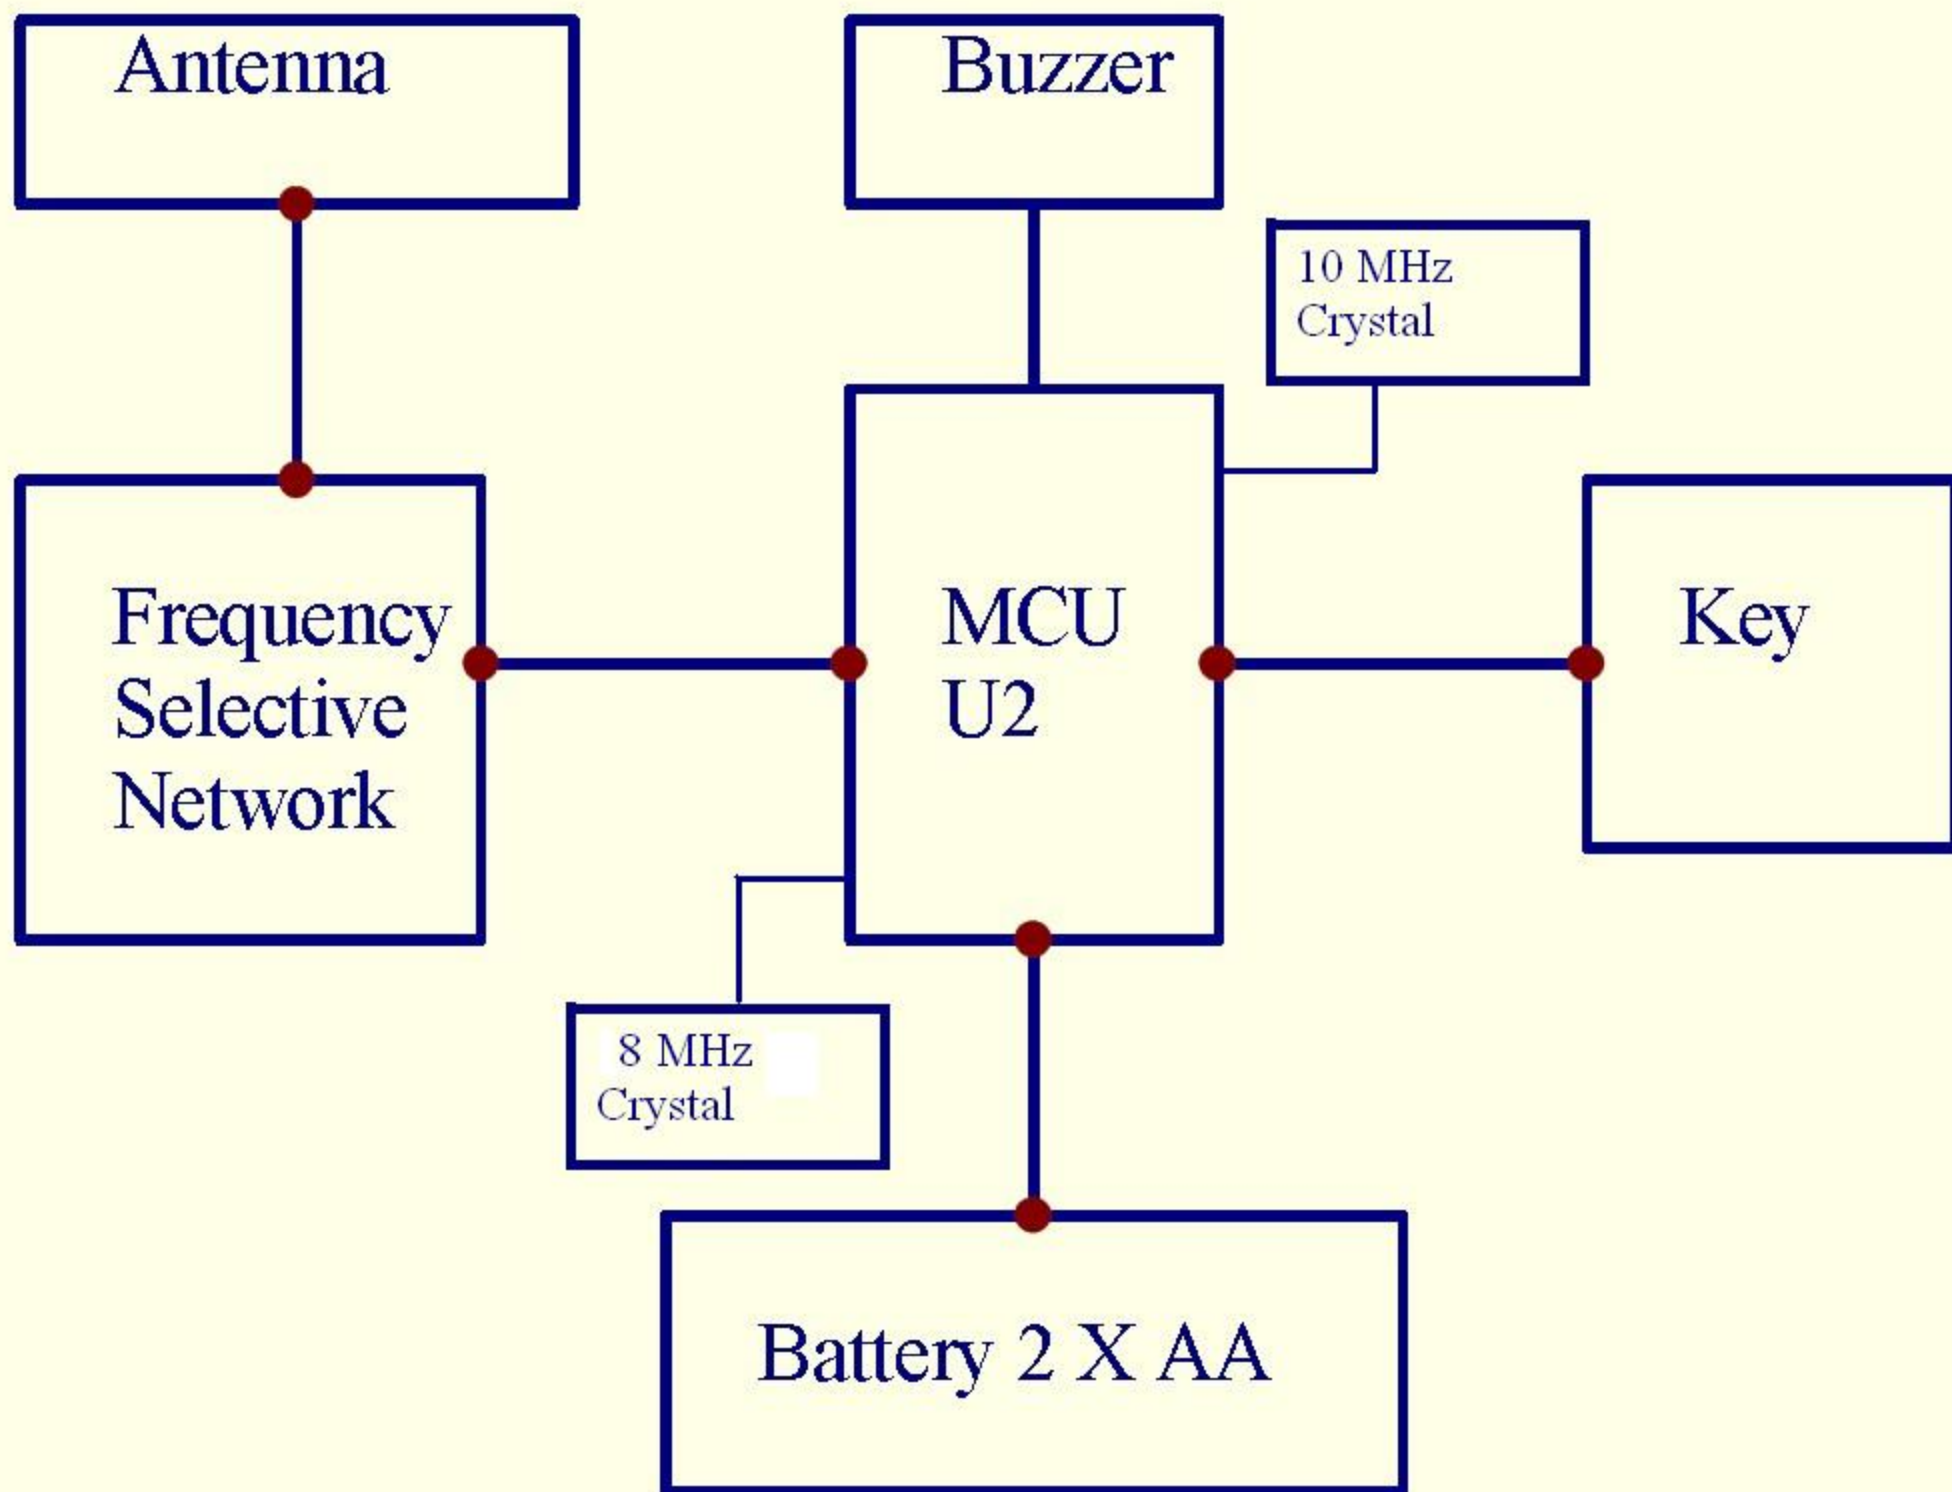 Antenna
Buzzer
10 MHz
Crystal
Frequency
Selective
Network
MCU
U2
Key
8 MHz
Crystal
Battery 2 X AA